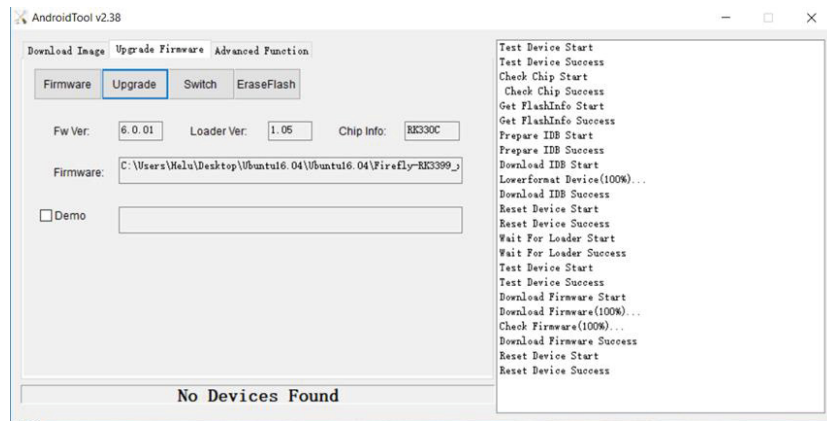 AndroidTool v2.38
Download Image Upgrade Firmware Advanced Function
Firmware Upgrade Switch EraseFlash
Fw Ver: 6.0.01 Loader Ver: 1.05 Chip Info: RK330C
Firmware: C:\Users\Helu\Desktop\Ubuntu16.04\Ubuntu16.04\Firefly-RK3399_
Demo
No Devices Found
Test Device Start
Test Device Success
Check Chip Start
Check Chip Success
Get FlashInfo Start
Get FlashInfo Success
Prepare IDB Start
Prepare IDB Success
Download IDB Start
Lowerformat Device(100%)...
Download IDB Success
Reset Device Start
Reset Device Success
Wait For Loader Start
Wait For Loader Success
Test Device Start
Test Device Success
Download Firmware Start
Download Firmware(100%)...
Check Firmware(100%)...
Download Firmware Success
Reset Device Start
Reset Device Success